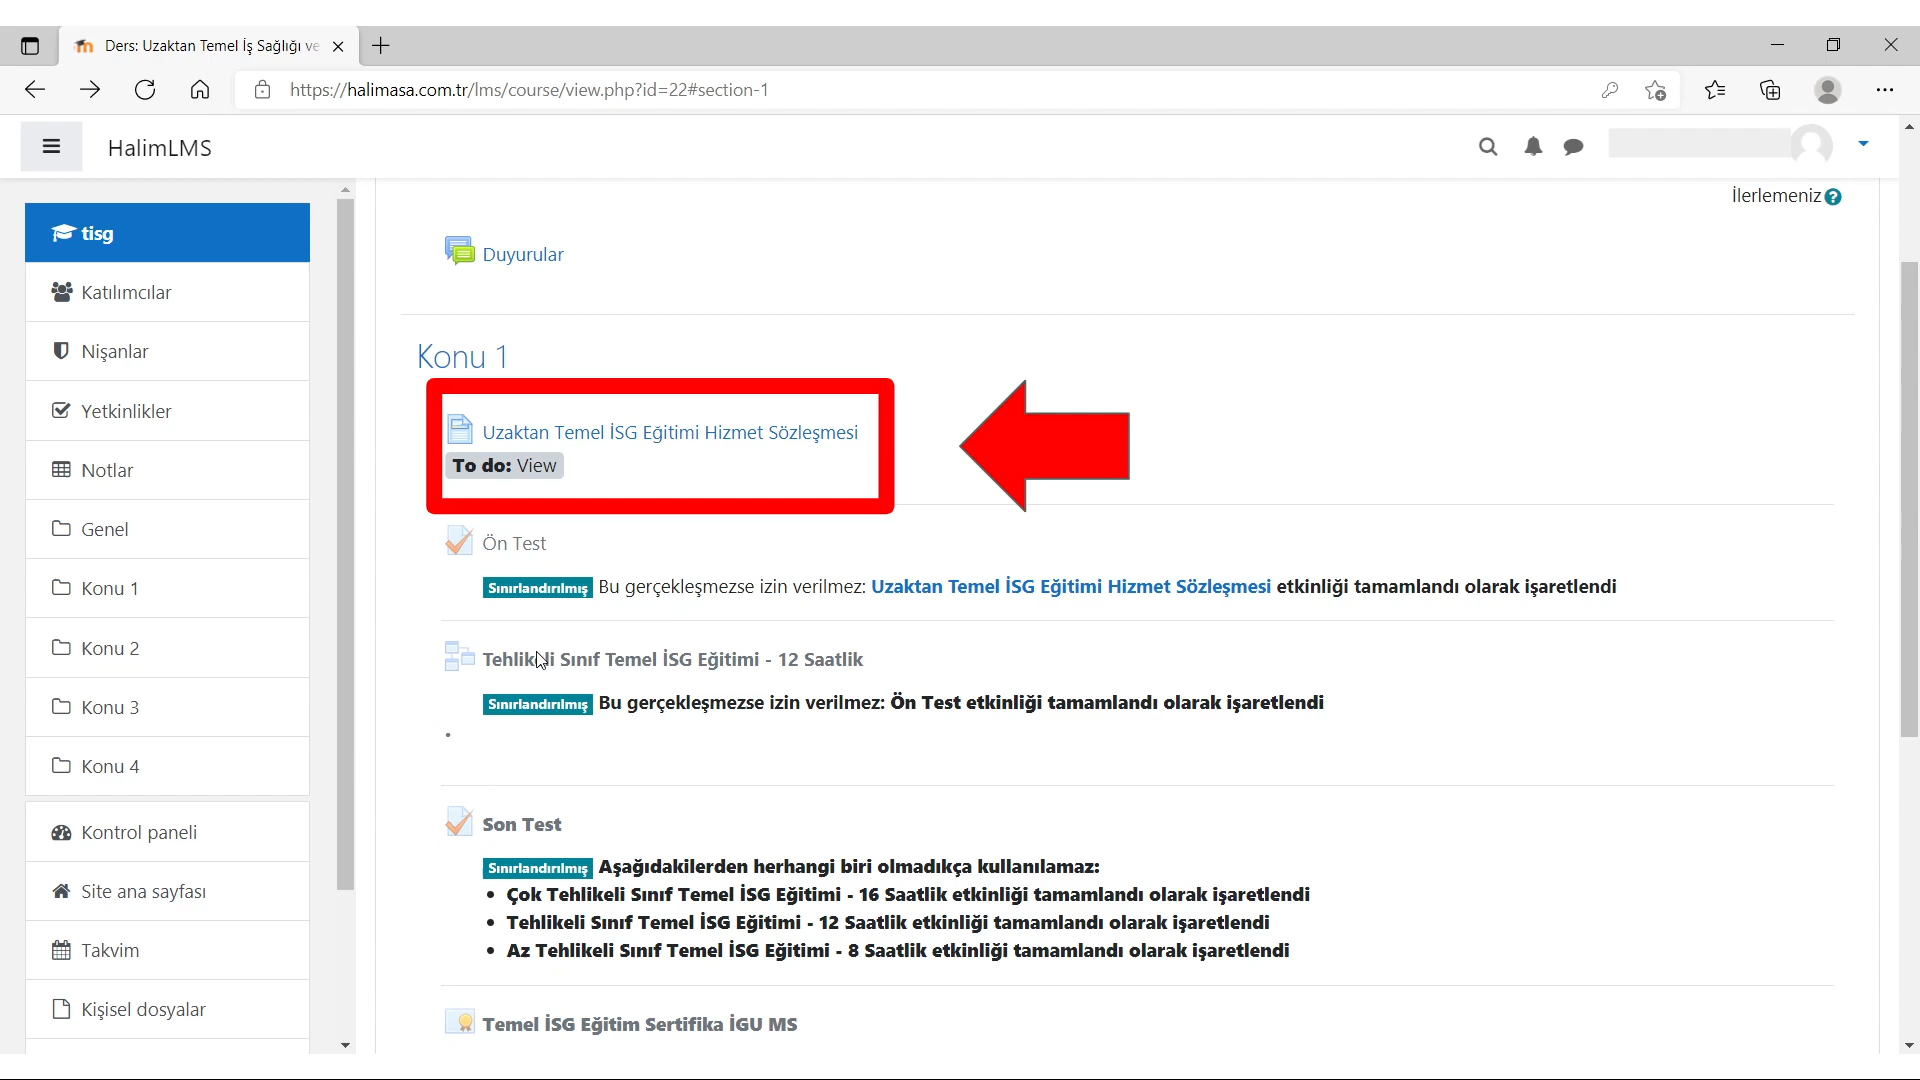 Ders: Uzaktan Temel İş Sağlığı ve
https://halimasa.com.tr/lms/course/view.php?id=22#section-1
HalimLMS
İlerlemeniz
tisg
Katılımcılar
Nişanlar
Yetkinlikler
Notlar
Genel
Konu 1
Konu 2
Konu 3
Konu 4
Kontrol paneli
Site ana sayfası
Takvim
Kişisel dosyalar
Duyurular
Konu 1
Uzaktan Temel İSG Eğitimi Hizmet Sözleşmesi
To do: View
Ön Test
Sınırlandırılmış Bu gerçekleşmezse izin verilmez: Uzaktan Temel İSG Eğitimi Hizmet Sözleşmesi etkinliği tamamlandı olarak işaretlendi
Tehlikeli Sınıf Temel İSG Eğitimi - 12 Saatlik
Sınırlandırılmış Bu gerçekleşmezse izin verilmez: Ön Test etkinliği tamamlandı olarak işaretlendi
Son Test
Sınırlandırılmış Aşağıdakilerden herhangi biri olmadıkça kullanılamaz:
• Çok Tehlikeli Sınıf Temel İSG Eğitimi - 16 Saatlik etkinliği tamamlandı olarak işaretlendi
• Tehlikeli Sınıf Temel İSG Eğitimi - 12 Saatlik etkinliği tamamlandı olarak işaretlendi
• Az Tehlikeli Sınıf Temel İSG Eğitimi - 8 Saatlik etkinliği tamamlandı olarak işaretlendi
Temel İSG Eğitim Sertifika İGU MS